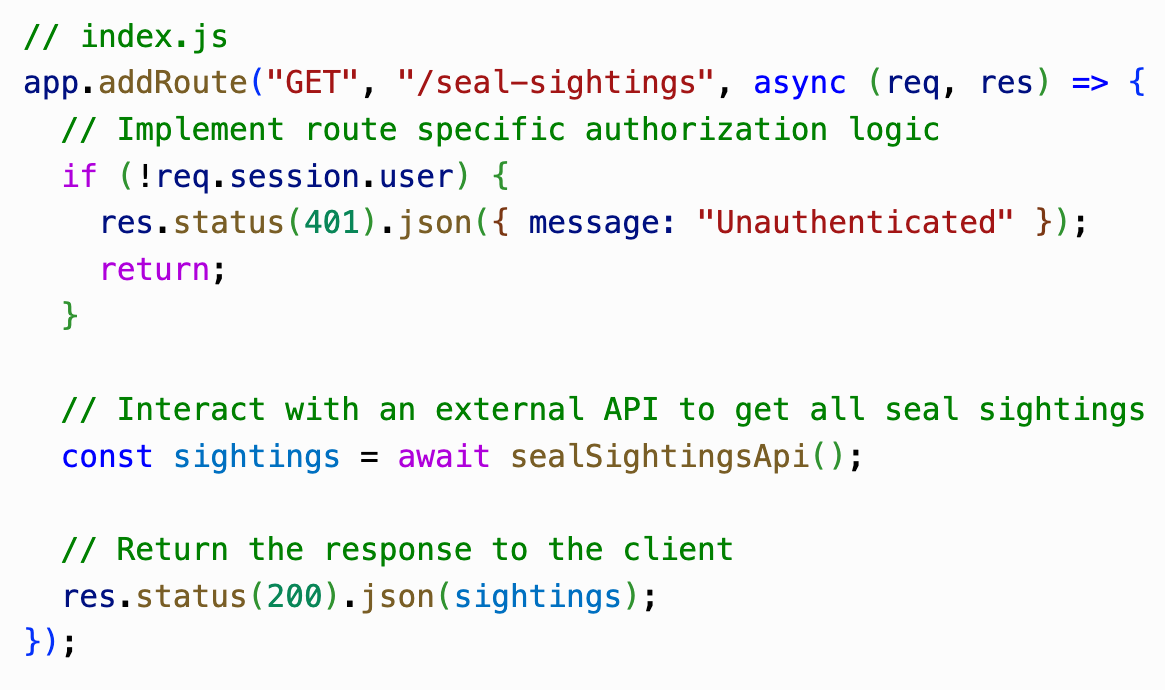 // index.js
app.addRoute("GET", "/seal-sightings", async (req, res) => {
  // Implement route specific authorization logic
  if (!req.session.user) {
    res.status(401).json({ message: "Unauthenticated" });
    return;
  }

  // Interact with an external API to get all seal sightings
  const sightings = await sealSightingsApi();

  // Return the response to the client
  res.status(200).json(sightings);
});